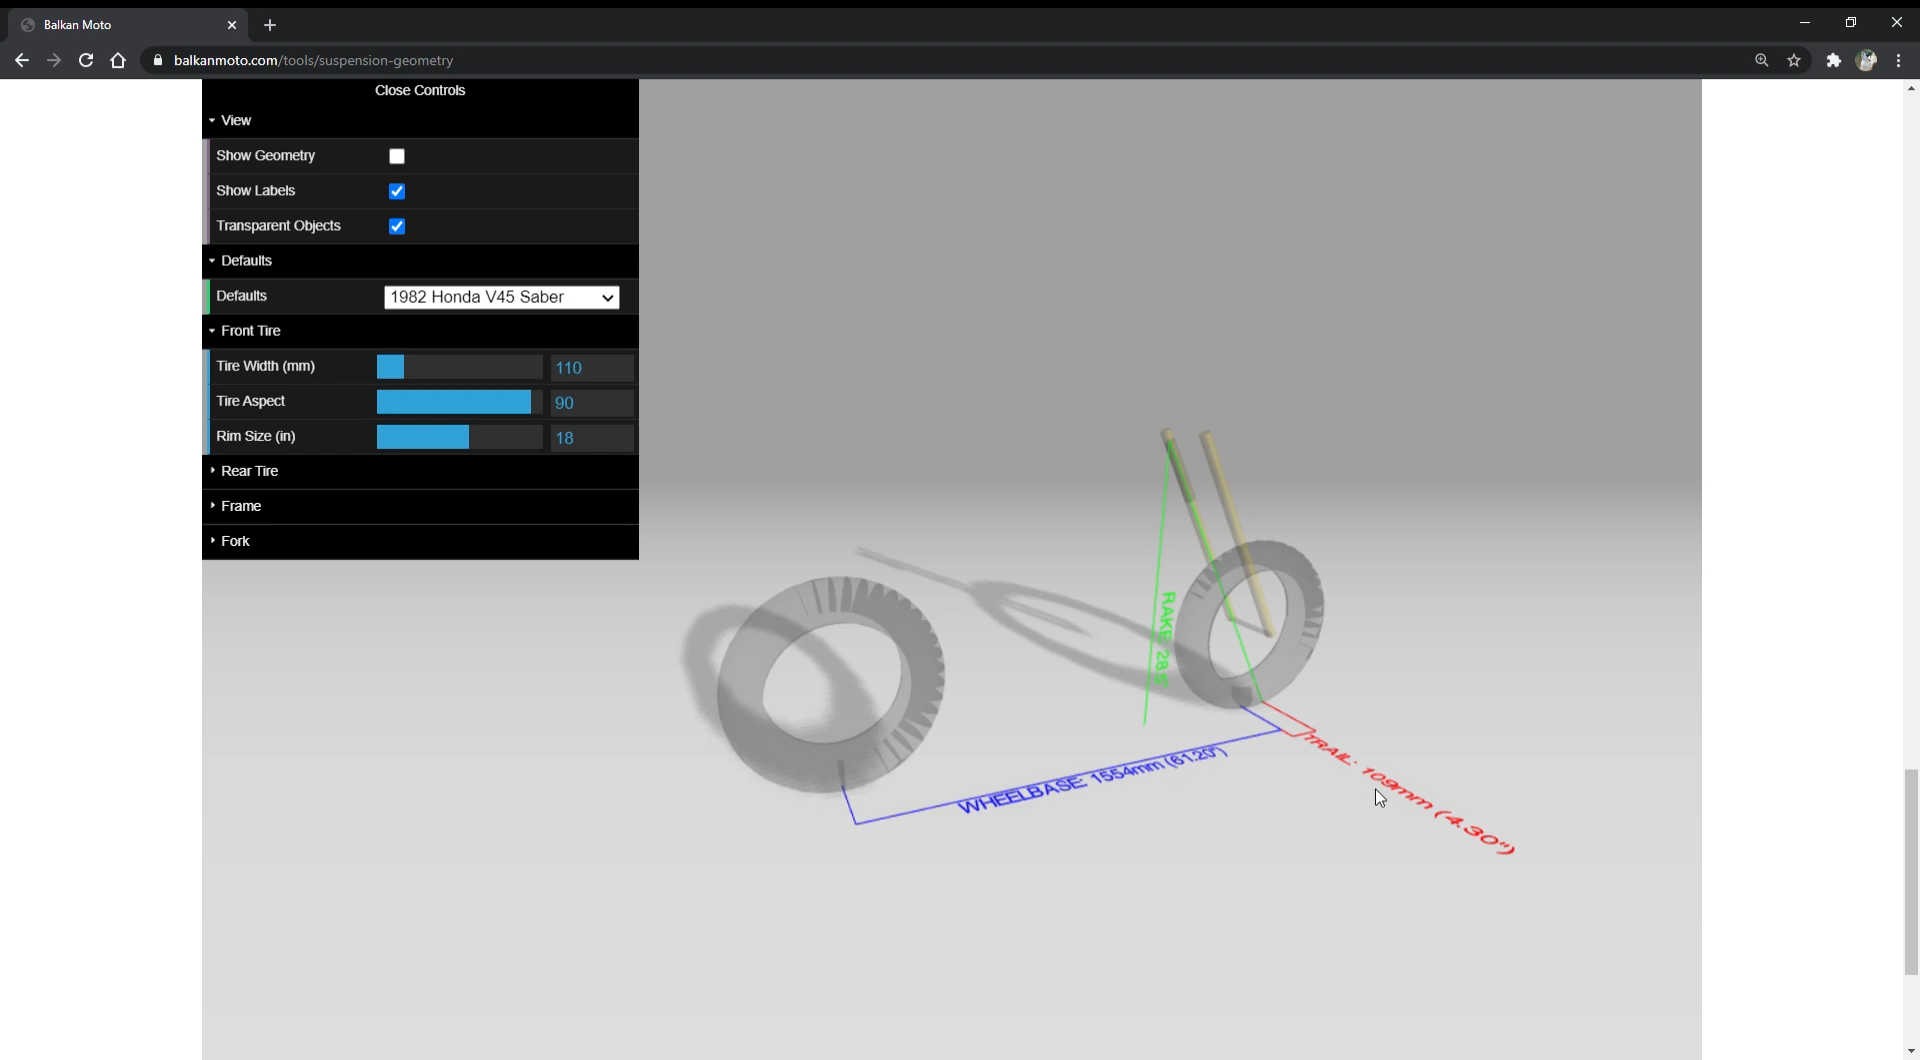 Balkan Moto
balkanmoto.com/tools/suspension-geometry
Close Controls
View
Show Geometry
Show Labels
Transparent Objects
Defaults
Defaults
1982 Honda V45 Saber
Front Tire
Tire Width (mm)
110
Tire Aspect
90
Rim Size (in)
18
Rear Tire
Frame
Fork
RAKE: 28.5°
WHEELBASE: 1554mm (61.20")
TRAIL: 109mm (4.30")